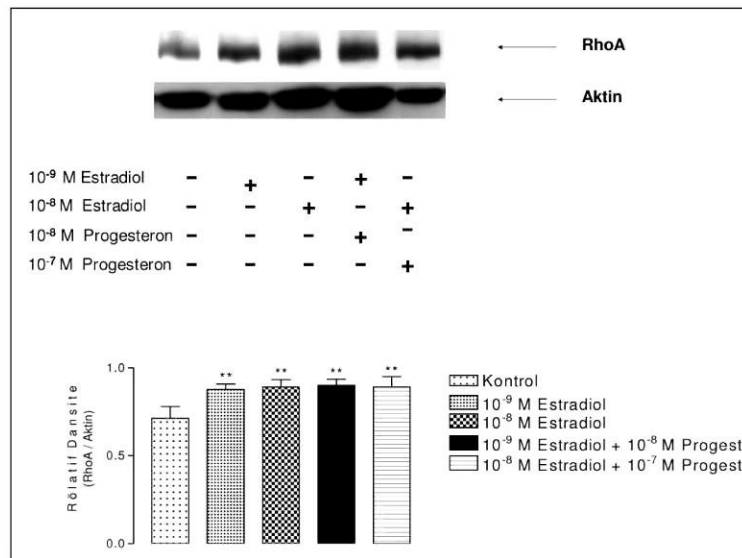 RhoA
Aktin
10⁻⁹ M Estradiol - + - + -
10⁻⁸ M Estradiol - - + - +
10⁻⁸ M Progesteron - - - + -
10⁻⁷ M Progesteron - - - - +
1.0
0.5
0.0
Rölatif Dansite
(RhoA / Aktin)
** ** ** **
Kontrol
10⁻⁹ M Estradiol
10⁻⁸ M Estradiol
10⁻⁹ M Estradiol + 10⁻⁸ M Progest
10⁻⁸ M Estradiol + 10⁻⁷ M Progest